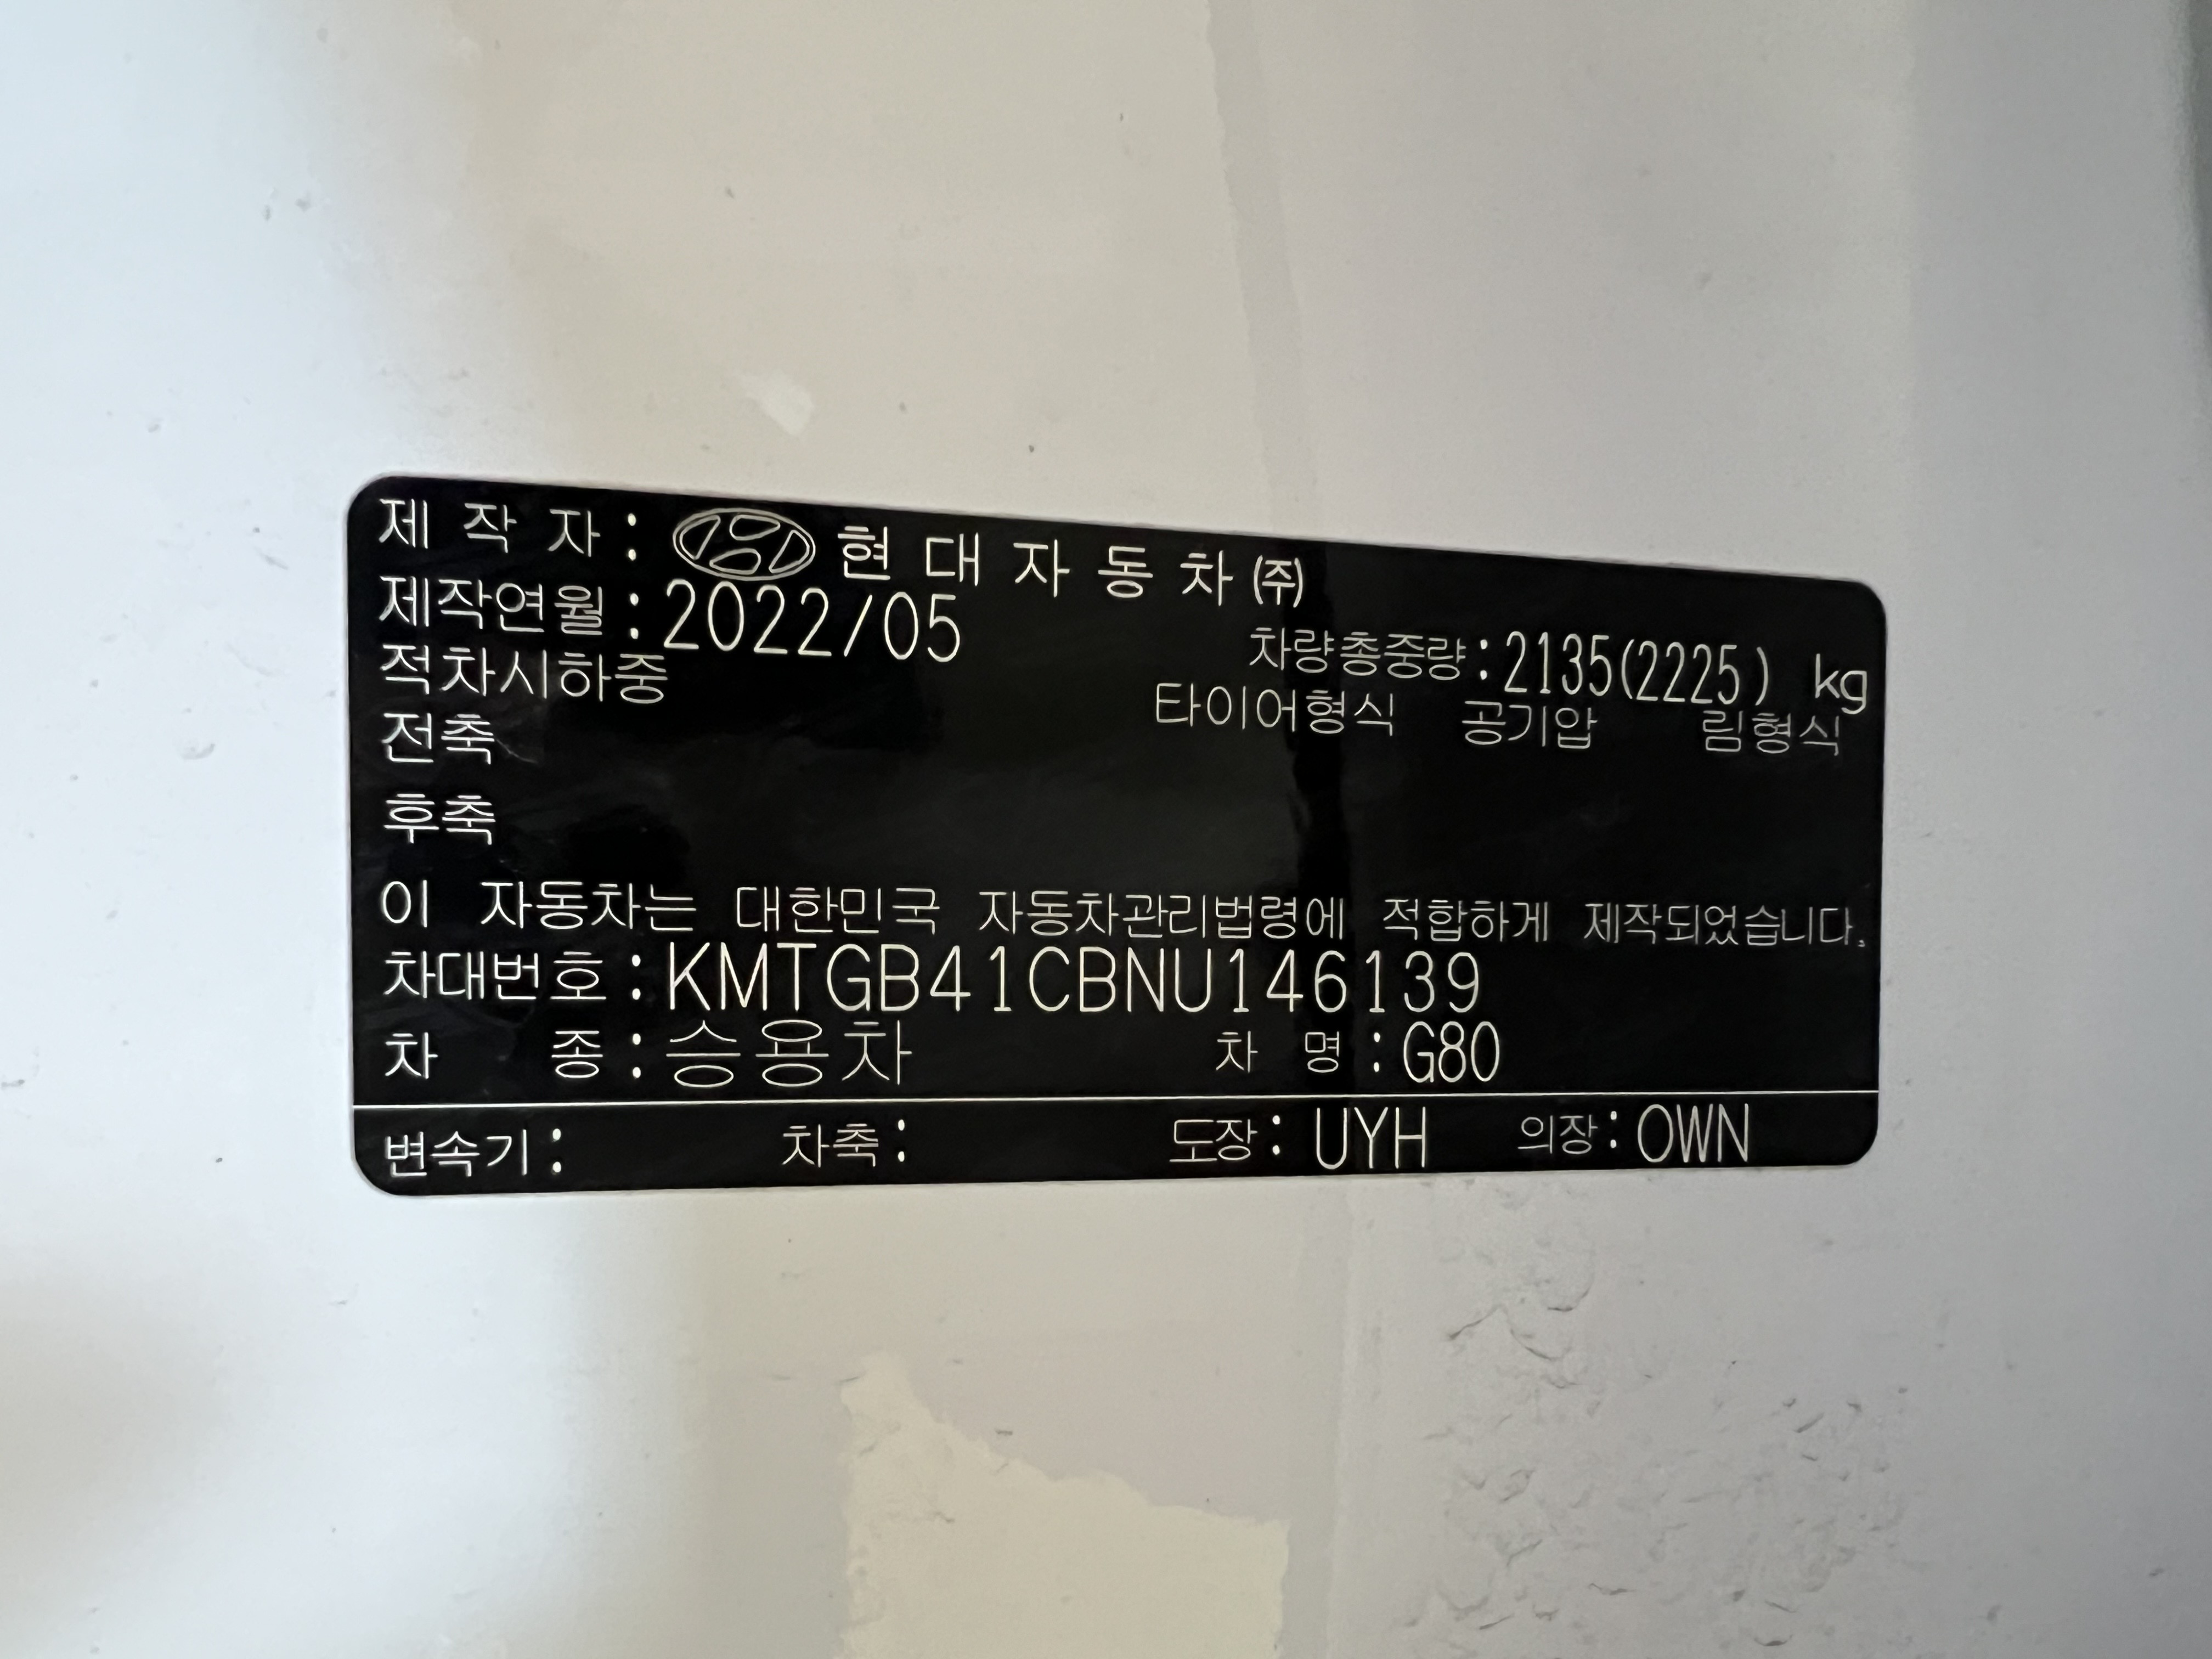 제 작 자 : 현 대 자 동 차 (주)
제작연월 : 2022/05
차량총중량 : 2135(2225) kg
적차시하중 타이어형식 공기압 림형식
전축
후축
이 자동차는 대한민국 자동차관리법령에 적합하게 제작되었습니다.
차대번호 : KMTGB41CBNU146139
차 종 : 승용차 차 명 : G80
변속기 : 차축 : 도장 : UYH 의장 : OWN